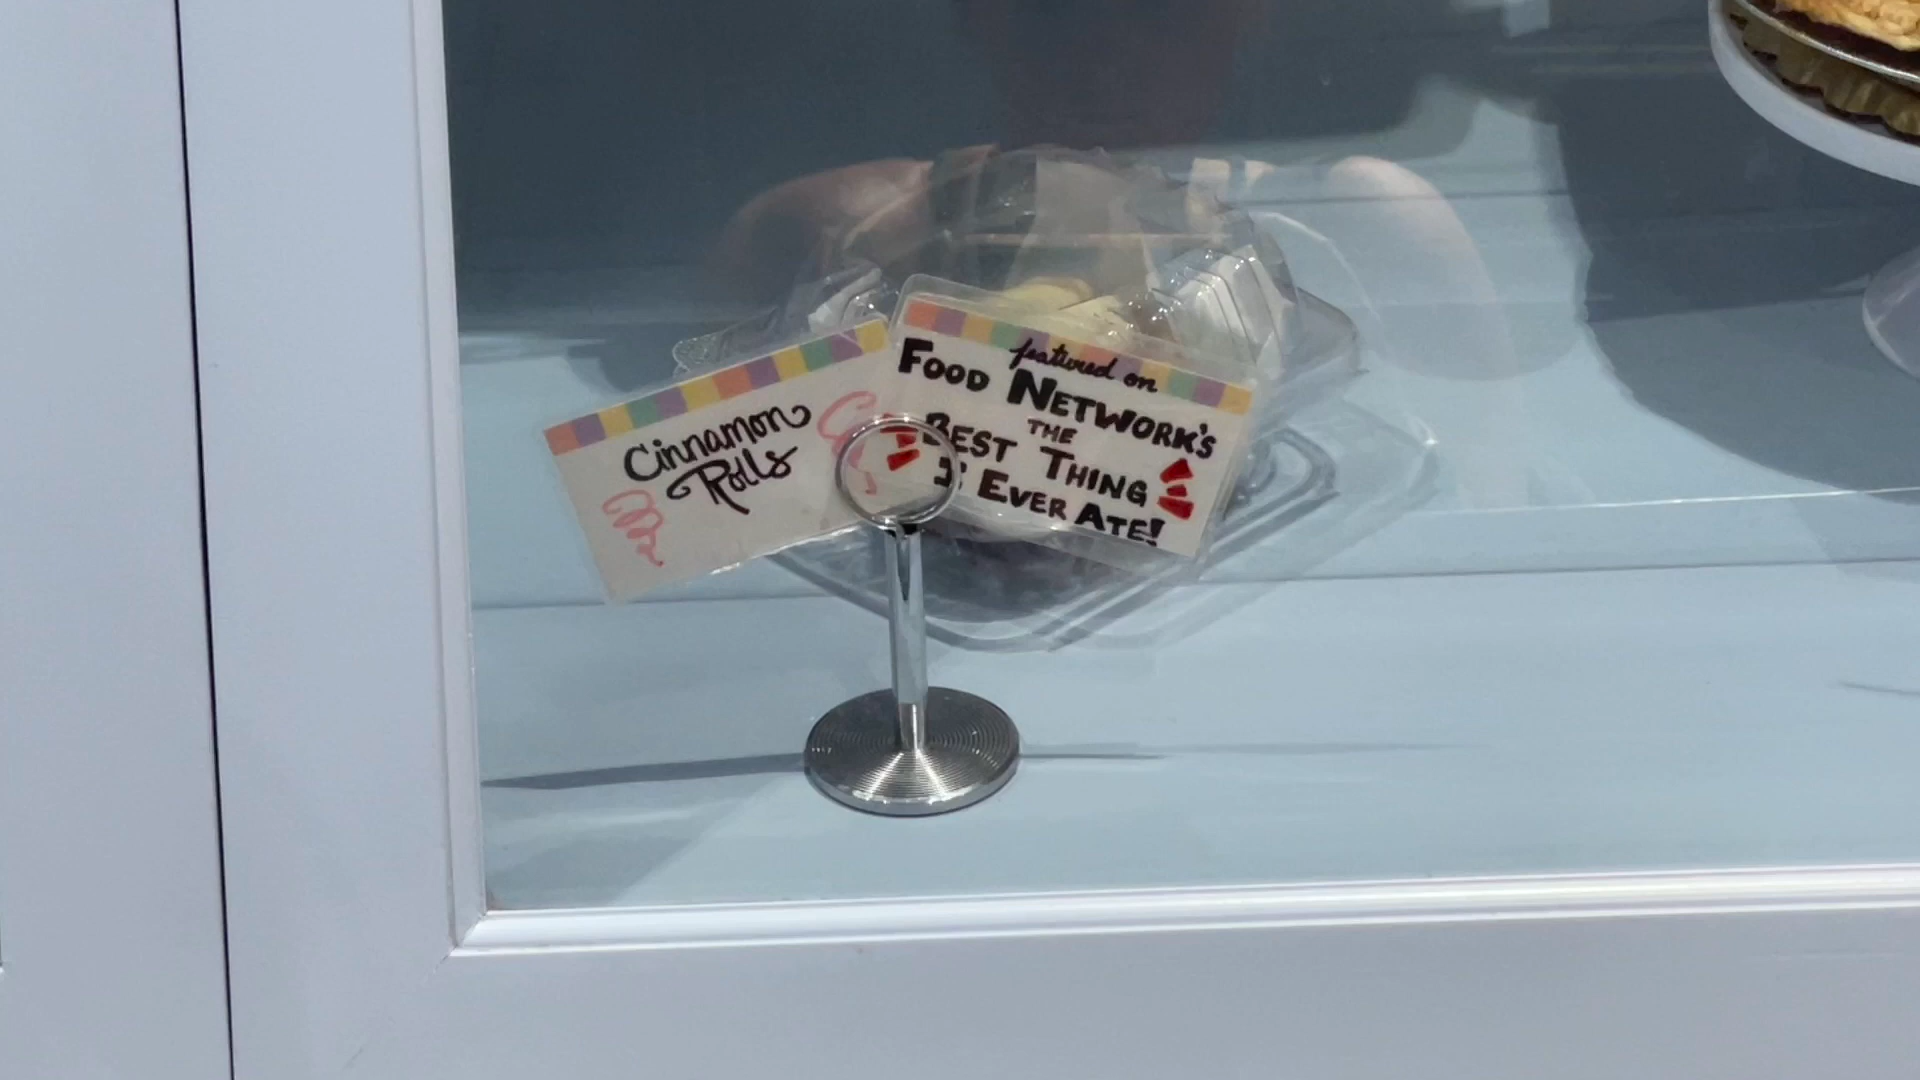 Cinnamon
Rolls
featured on
FOOD NETWORK'S
THE
BEST THING
I EVER ATE!